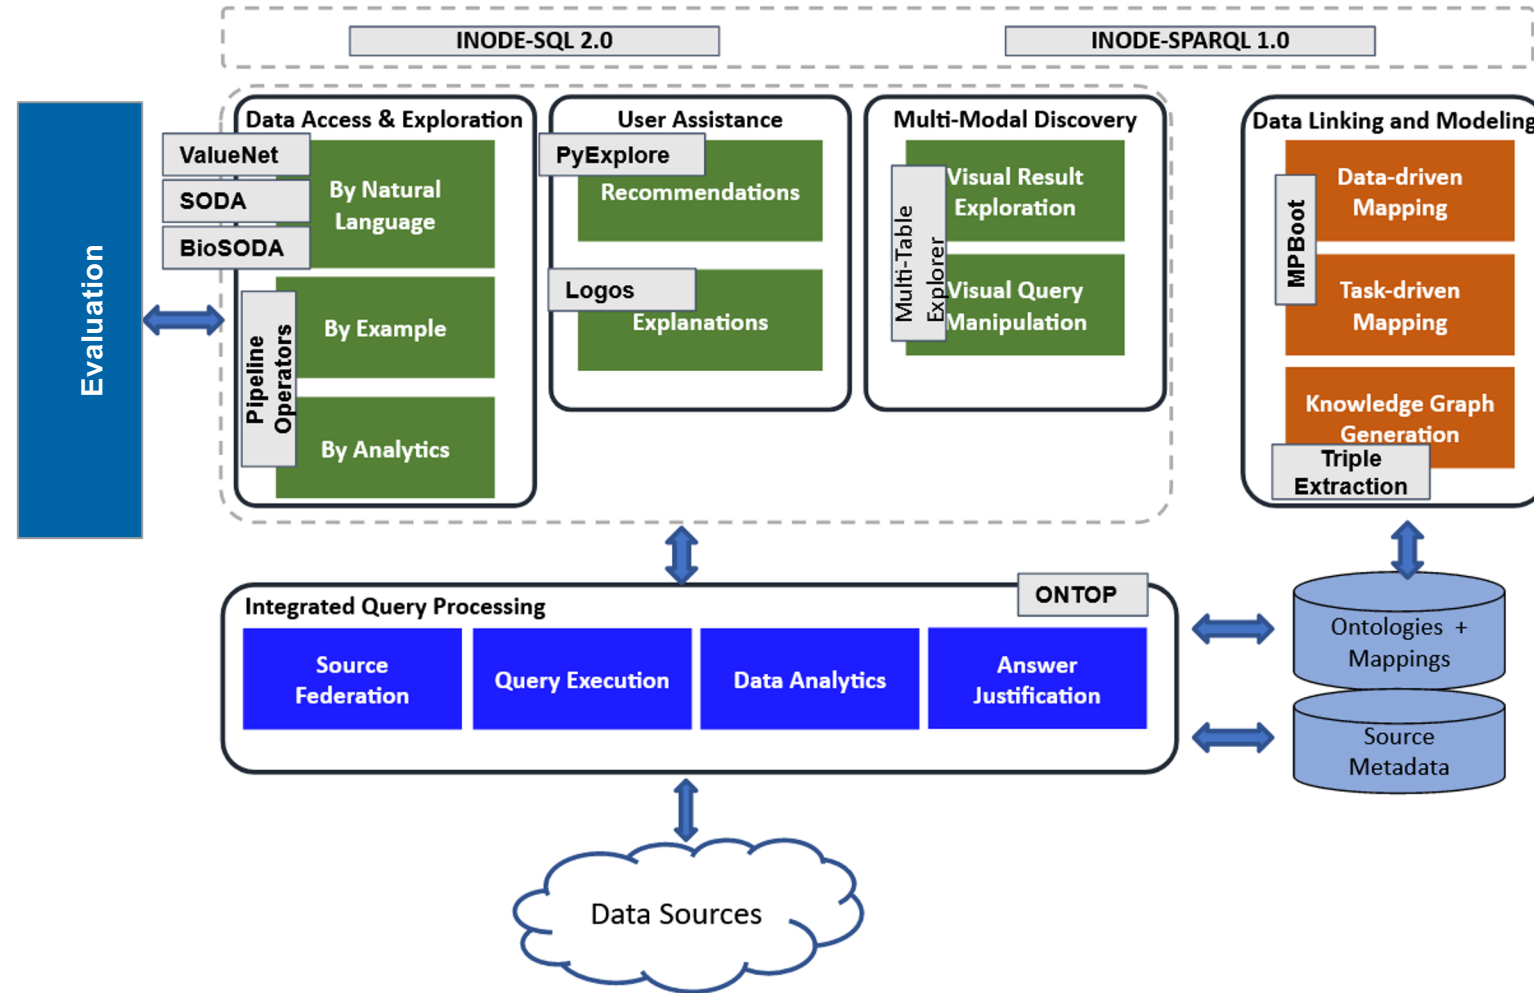 INODE-SQL 2.0
INODE-SPARQL 1.0
Evaluation
Data Access & Exploration
ValueNet
SODA
BioSODA
By Natural
Language
Pipeline
Operators
By Example
By Analytics
User Assistance
PyExplore
Recommendations
Logos
Explanations
Multi-Modal Discovery
Multi-Table
Explorer
Visual Result
Exploration
Visual Query
Manipulation
Data Linking and Modeling
MPBoot
Data-driven
Mapping
Task-driven
Mapping
Knowledge Graph
Generation
Triple
Extraction
Integrated Query Processing
ONTOP
Source
Federation
Query Execution
Data Analytics
Answer
Justification
Ontologies +
Mappings
Source
Metadata
Data Sources